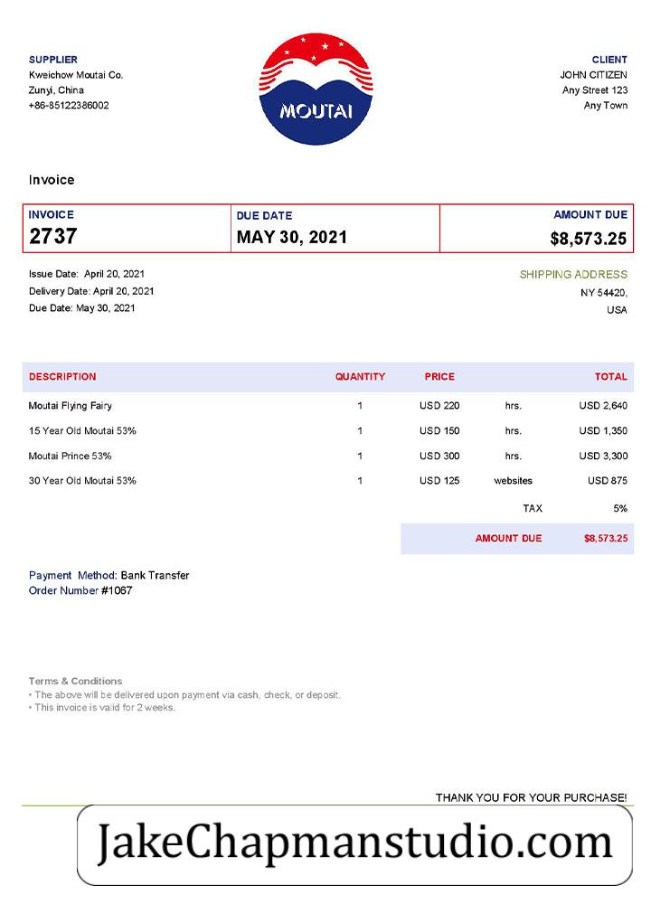 SUPPLIER
Kweichow Moutai Co.
Zunyi, China
+86-85122386002
MOUTAI
CLIENT
JOHN CITIZEN
Any Street 123
Any Town
Invoice
INVOICE
2737
DUE DATE
MAY 30, 2021
AMOUNT DUE
$8,573.25
Issue Date: April 20, 2021
Delivery Date: April 20, 2021
Due Date: May 30, 2021
SHIPPING ADDRESS
NY 54420,
USA
DESCRIPTION QUANTITY PRICE TOTAL
Moutai Flying Fairy 1 USD 220 hrs. USD 2,640
15 Year Old Moutai 53% 1 USD 150 hrs. USD 1,350
Moutai Prince 53% 1 USD 300 hrs. USD 3,300
30 Year Old Moutai 53% 1 USD 125 websites USD 875
TAX 5%
AMOUNT DUE $8,573.25
Payment Method: Bank Transfer
Order Number #1067
Terms & Conditions
• The above will be delivered upon payment via cash, check, or deposit.
• This invoice is valid for 2 weeks.
THANK YOU FOR YOUR PURCHASE!
JakeChapmanstudio.com